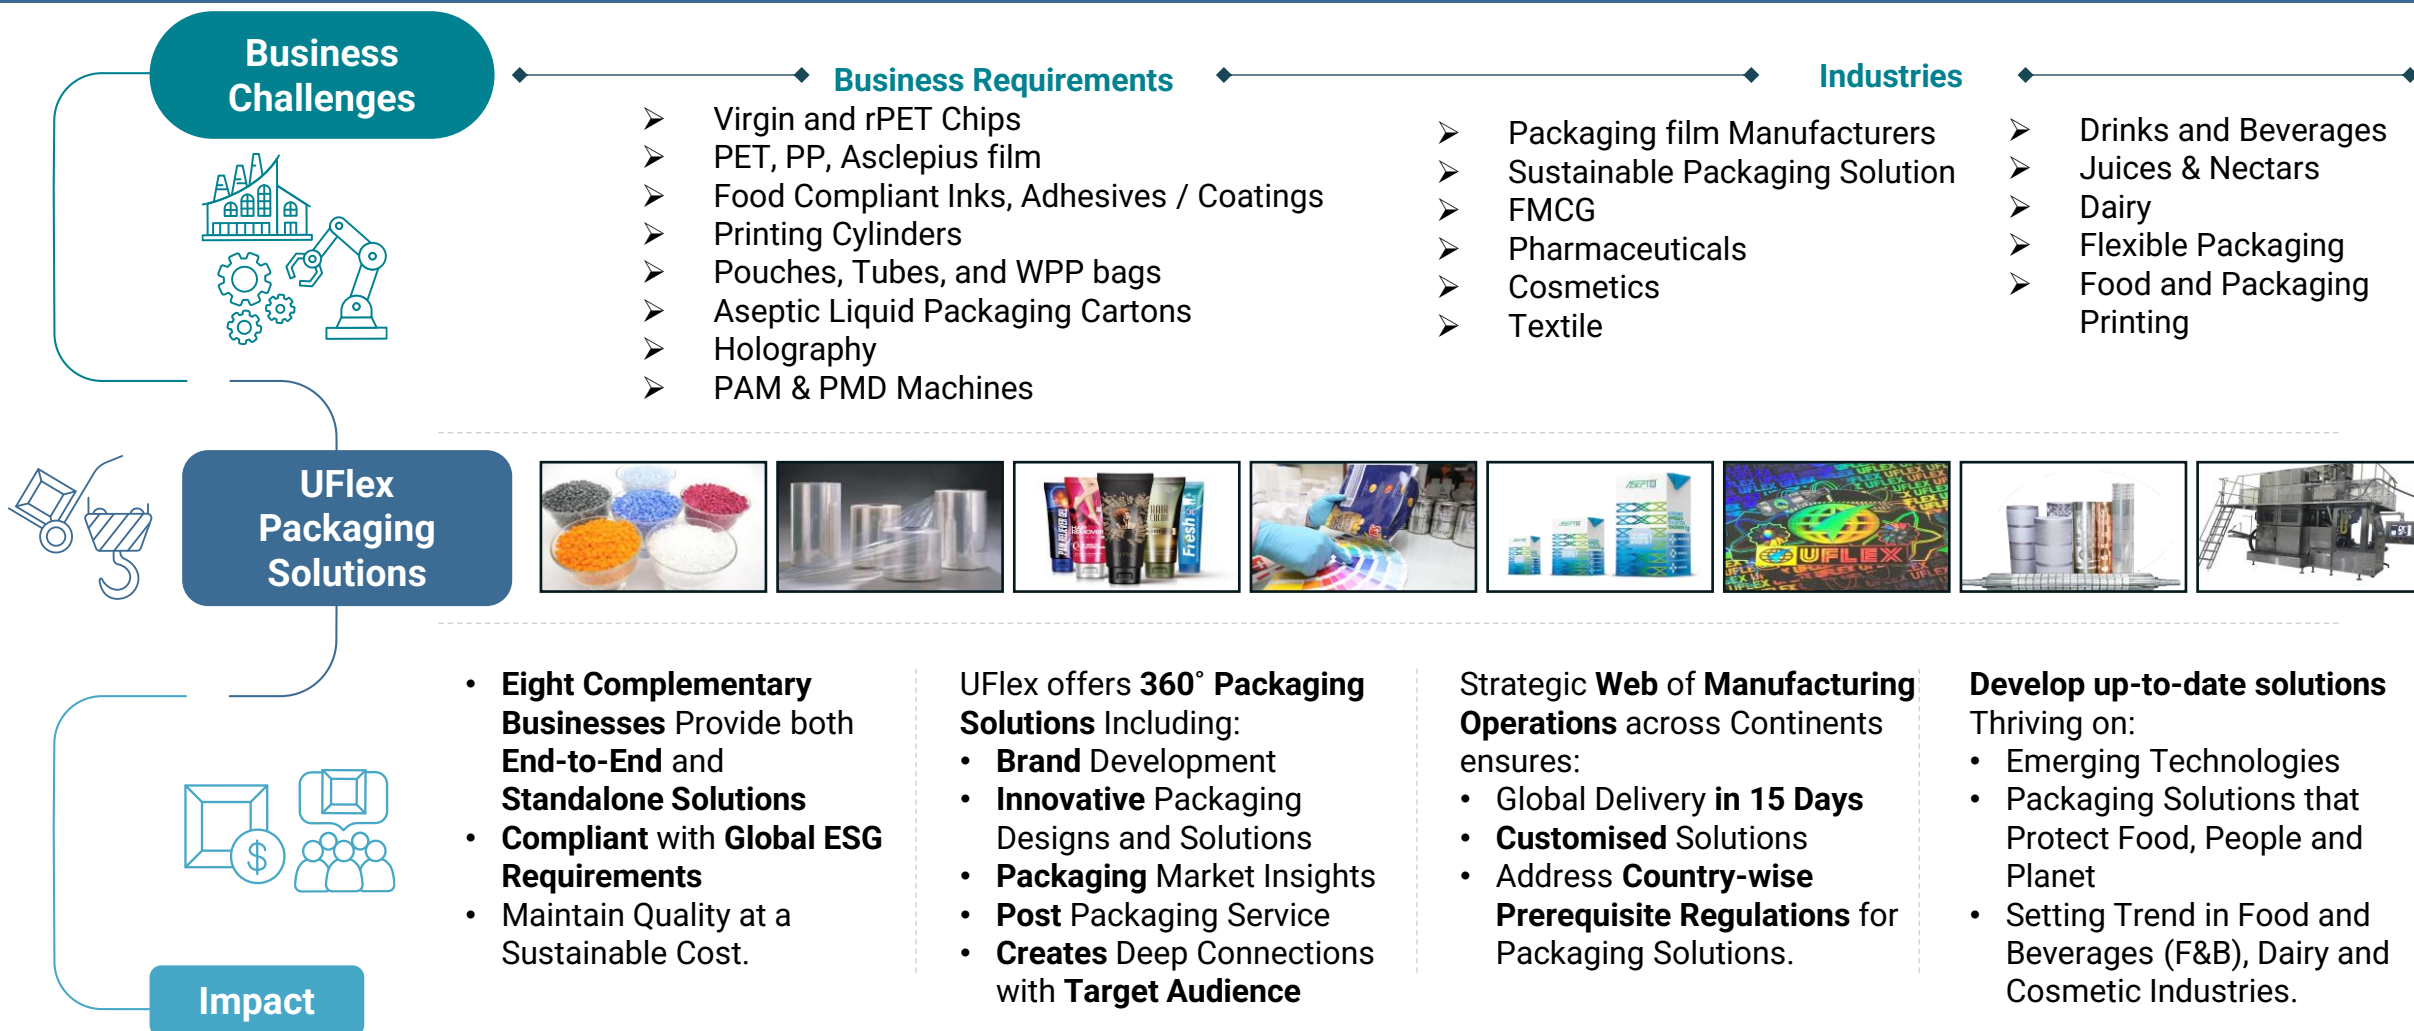 Business
Challenges
Business Requirements
Industries
Virgin and rPET Chips
PET, PP, Asclepius film
Food Compliant Inks, Adhesives / Coatings
Printing Cylinders
Pouches, Tubes, and WPP bags
Aseptic Liquid Packaging Cartons
Holography
PAM & PMD Machines
Packaging film Manufacturers
Sustainable Packaging Solution
FMCG
Pharmaceuticals
Cosmetics
Textile
Drinks and Beverages
Juices & Nectars
Dairy
Flexible Packaging
Food and Packaging
Printing
UFlex
Packaging
Solutions
HAIR
COLOR
Fresh
ASEPTO
UFLEX
• Eight Complementary
Businesses Provide both
End-to-End and
Standalone Solutions
• Compliant with Global ESG
Requirements
• Maintain Quality at a
Sustainable Cost.
UFlex offers 360˚ Packaging
Solutions Including:
• Brand Development
• Innovative Packaging
Designs and Solutions
• Packaging Market Insights
• Post Packaging Service
• Creates Deep Connections
with Target Audience
Strategic Web of Manufacturing
Operations across Continents
ensures:
• Global Delivery in 15 Days
• Customised Solutions
• Address Country-wise
Prerequisite Regulations for
Packaging Solutions.
Develop up-to-date solutions
Thriving on:
• Emerging Technologies
• Packaging Solutions that
Protect Food, People and
Planet
• Setting Trend in Food and
Beverages (F&B), Dairy and
Cosmetic Industries.
Impact